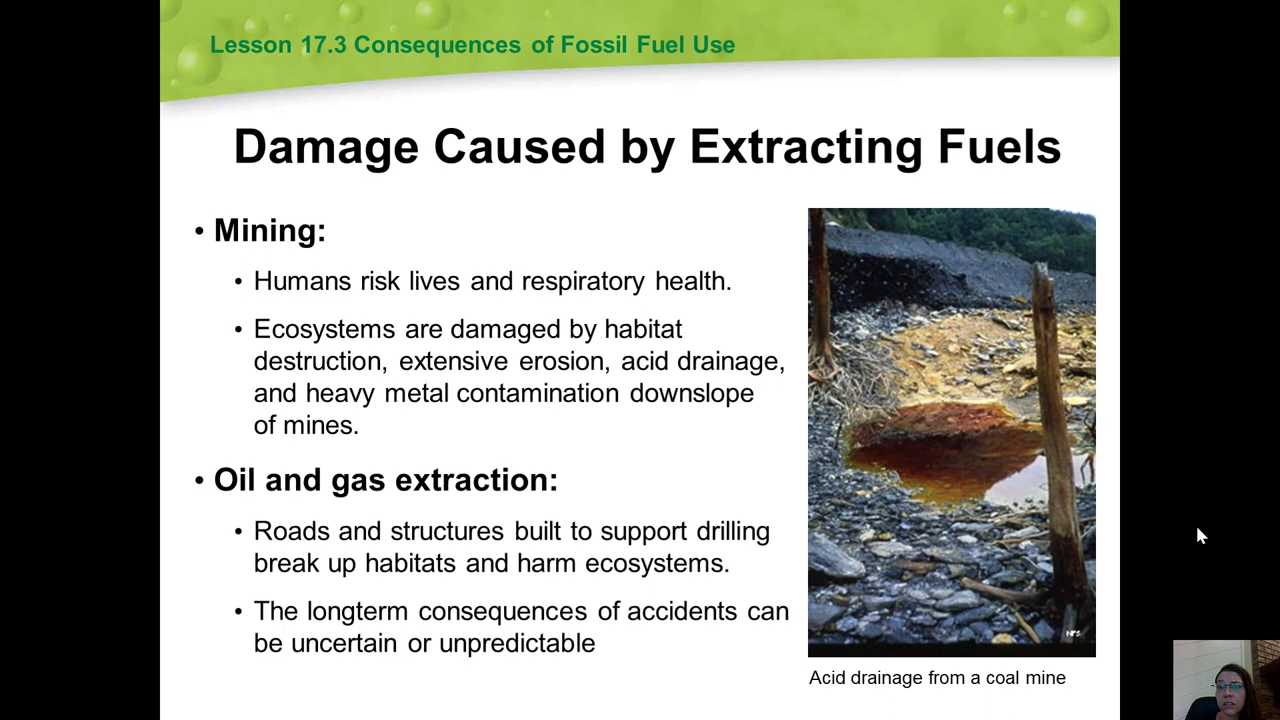 Lesson 17.3 Consequences of Fossil Fuel Use
Damage Caused by Extracting Fuels
• Mining:
• Humans risk lives and respiratory health.
• Ecosystems are damaged by habitat
destruction, extensive erosion, acid drainage,
and heavy metal contamination downslope
of mines.
• Oil and gas extraction:
• Roads and structures built to support drilling
break up habitats and harm ecosystems.
• The longterm consequences of accidents can
be uncertain or unpredictable
NPS
Acid drainage from a coal mine